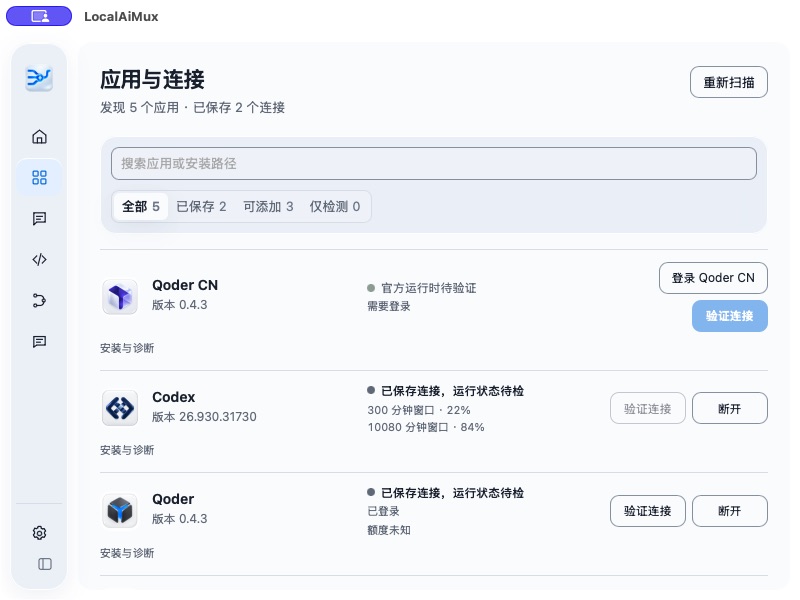 LocalAiMux
应用与连接
发现 5 个应用 · 已保存 2 个连接
重新扫描
搜索应用或安装路径
全部 5 已保存 2 可添加 3 仅检测 0
Qoder CN
版本 0.4.3
官方运行时待验证
需要登录
登录 Qoder CN
验证连接
安装与诊断
Codex
版本 26.930.31730
已保存连接，运行状态待检
300 分钟窗口 · 22%
10080 分钟窗口 · 84%
验证连接 断开
安装与诊断
Qoder
版本 0.4.3
已保存连接，运行状态待检
已登录
额度未知
验证连接 断开
安装与诊断